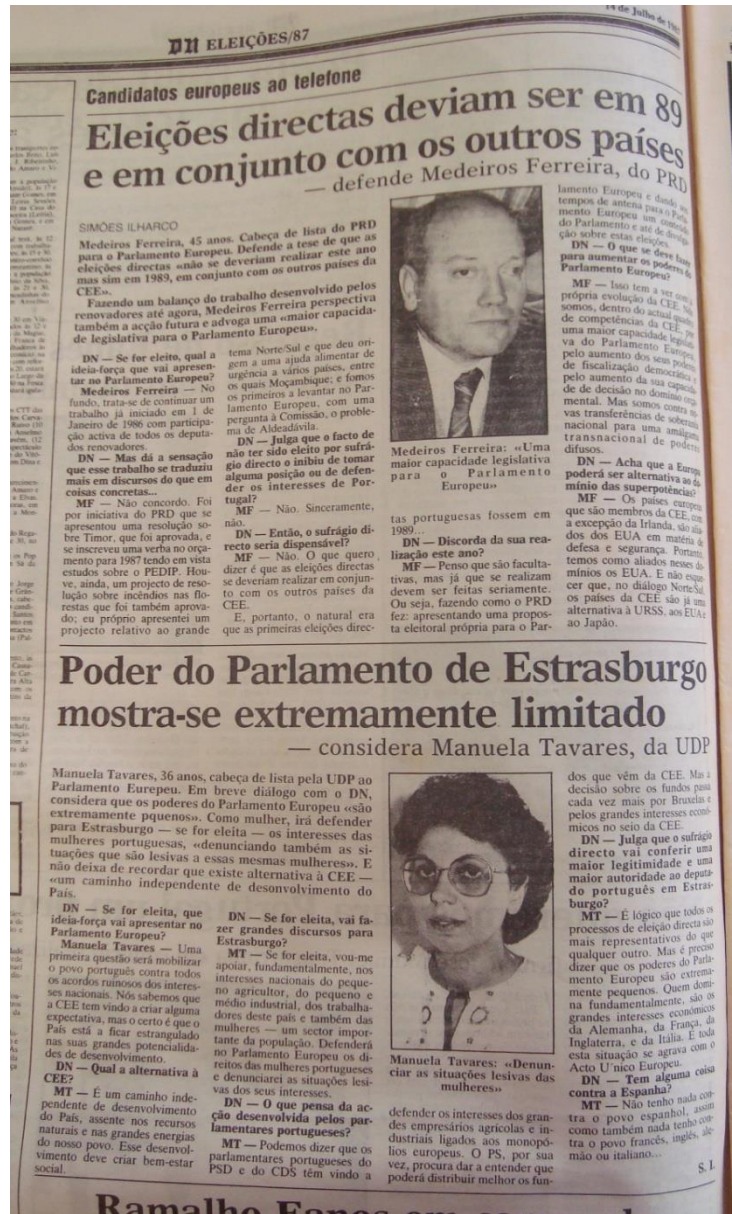 DN ELEIÇÕES/87
14 de Julho de
Candidatos europeus ao telefone
Eleições directas deviam ser em 89
e em conjunto com os outros países
— defende Medeiros Ferreira, do PRD
SIMÕES ILHARCO
Medeiros Ferreira, 45 anos. Cabeça de lista do PRD
para o Parlamento Europeu. Defende a tese de que as
eleições directas «não se deveriam realizar este ano
mas sim em 1989, em conjunto com os outros países da
CEE».
Fazendo um balanço do trabalho desenvolvido pelos
renovadores até agora, Medeiros Ferreira perspectiva
também a acção futura e advoga uma «maior capacida-
de legislativa para o Parlamento Europeu».
DN — Se for eleito, qual a
ideia-força que vai apresen-
tar no Parlamento Europeu?
Medeiros Ferreira — No
fundo, trata-se de continuar um
trabalho já iniciado em 1 de
Janeiro de 1986 com participa-
ção activa de todos os deputa-
dos renovadores.
DN — Mas dá a sensação
que esse trabalho se traduziu
mais em discursos do que em
coisas concretas...
MF — Não concordo. Foi
por iniciativa do PRD que se
apresentou uma resolução so-
bre Timor, que foi aprovada, e
se inscreveu uma verba no orça-
mento para 1987 tendo em vista
estudos sobre o PEDIP. Hou-
ve, ainda, um projecto de reso-
lução sobre incêndios nas flo-
restas que foi também aprova-
do; eu próprio apresentei um
projecto relativo ao grande
tema Norte/Sul e que deu ori-
gem a uma ajuda alimentar de
urgência a vários países, entre
os quais Moçambique; e fomos
os primeiros a levantar no Par-
lamento Europeu, com uma
pergunta à Comissão, o proble-
ma de Aldeadávila.
DN — Julga que o facto de
não ter sido eleito por sufrá-
gio directo o inibiu de tomar
alguma posição ou de defen-
der os interesses de Por-
tugal?
MF — Não. Sinceramente,
não.
DN — Então, o sufrágio di-
recto seria dispensável?
MF — Não. O que quero
dizer é que as eleições directas
se deveriam realizar em conjun-
to com os outros países da
CEE.
E, portanto, o natural era
que as primeiras eleições direc-
Medeiros Ferreira: «Uma
maior capacidade legislativa
para o Parlamento
Europeu»
tas portuguesas fossem em
1989...
DN — Discorda da sua rea-
lização este ano?
MF — Penso que são faculta-
tivas, mas já que se realizam
devem ser feitas seriamente.
Ou seja, fazendo como o PRD
fez: apresentando uma propos-
ta eleitoral própria para o Par-
lamento Europeu e dando aos
tempos de antena para o Parla-
mento Europeu um conteúdo
do Parlamento e até de divulga-
ção sobre estas eleições.
DN — O que se deve fazer
para aumentar os poderes do
Parlamento Europeu?
MF — Isso tem a ver com a
própria evolução da CEE. Nós
somos, dentro do actual quadro
de competências da CEE, por
uma maior capacidade legislati-
va do Parlamento Europeu,
pelo aumento dos seus poderes
de fiscalização democrática e
pelo aumento da sua capacida-
de de decisão no domínio orça-
mental. Mas somos contra no-
vas transferências de soberania
nacional para uma amálgama
transnacional de poderes
difusos.
DN — Acha que a Europa
poderá ser alternativa ao do-
mínio das superpotências?
MF — Os países europeus
que são membros da CEE, com
a excepção da Irlanda, são alia-
dos dos EUA em matéria de
defesa e segurança. Portanto,
temos como aliados nesses do-
mínios os EUA. E não esque-
cer que, no diálogo Norte/Sul,
os países da CEE são já uma
alternativa à URSS, aos EUA e
ao Japão.
Poder do Parlamento de Estrasburgo
mostra-se extremamente limitado
— considera Manuela Tavares, da UDP
Manuela Tavares, 36 anos, cabeça de lista pela UDP ao
Parlamento Eurepeu. Em breve diálogo com o DN,
considera que os poderes do Parlamento Europeu «são
extremamente pquenos». Como mulher, irá defender
para Estrasburgo — se for eleita — os interesses das
mulheres portuguesas, «denunciando também as si-
tuações que são lesivas a essas mesmas mulheres». E
não deixa de recordar que existe alternativa à CEE —
«um caminho independente de desonvolvimento do
País.
DN — Se for eleita, que
ideia-força vai apresentar no
Parlamento Europeu?
Manuela Tavares — Uma
primeira questão será mobilizar
o povo português contra todos
os acordos ruinosos dos interes-
ses nacionais. Nós sabemos que
a CEE tem vindo a criar alguma
expectativa, mas o certo é que o
País está a ficar estrangulado
nas suas grandes potencialida-
des de desenvolvimento.
DN — Qual a alternativa à
CEE?
MT — É um caminho inde-
pendente de desenvolvimento
do País, assente nos recursos
naturais e nas grandes energias
do nosso povo. Esse desenvol-
vimento deve criar bem-estar
social.
DN — Se for eleita, vai fa-
zer grandes discursos para
Estrasburgo?
MT — Se for eleita, vou-me
apoiar, fundamentalmente, nos
interesses nacionais do peque-
no agricultor, do pequeno e
médio industrial, dos trabalha-
dores deste país e também das
mulheres — um sector impor-
tante da população. Defenderá
no Parlamento Europeu os di-
reitos das mulheres portugueses
e denunciarei as situações lesi-
vas dos seus interesses.
DN — O que pensa da ac-
ção desenvolvida pelos par-
lamentares portugueses?
MT — Podemos dizer que os
parlamentares portugueses do
PSD e do CDS têm vindo a
Manuela Tavares: «Denun-
ciar as situações lesivas das
mulheres»
defender os interesses dos gran-
des empresários agrícolas e in-
dustriais ligados aos monopó-
lios europeus. O PS, por sua
vez, procura dar a entender que
poderá distribuir melhor os fun-
dos que vêm da CEE. Mas a
decisão sobre os fundos passa
cada vez mais por Bruxelas e
pelos grandes interesses econó-
micos no seio da CEE.
DN — Julga que o sufrágio
directo vai conferir uma
maior legitimidade e uma
maior autoridade ao deputa-
do português em Estras-
burgo?
MT — É lógico que todos os
processos de eleição directa são
mais representativos do que
qualquer outro. Mas é preciso
dizer que os poderes do Parla-
mento Europeu são extrema-
mente pequenos. Quem domi-
na fundamentalmente, são os
grandes interesses económicos
da Alemanha, da França, da
Inglaterra, e da Itália. E toda
esta situação se agrava com o
Acto U'nico Europeu.
DN — Tem alguma coisa
contra a Espanha?
MT — Não tenho nada con-
tra o povo espanhol, assim
como também nada tenho con-
tra o povo francês, inglês, ale-
mão ou italiano...
S. I.
Ramalho Eanes em